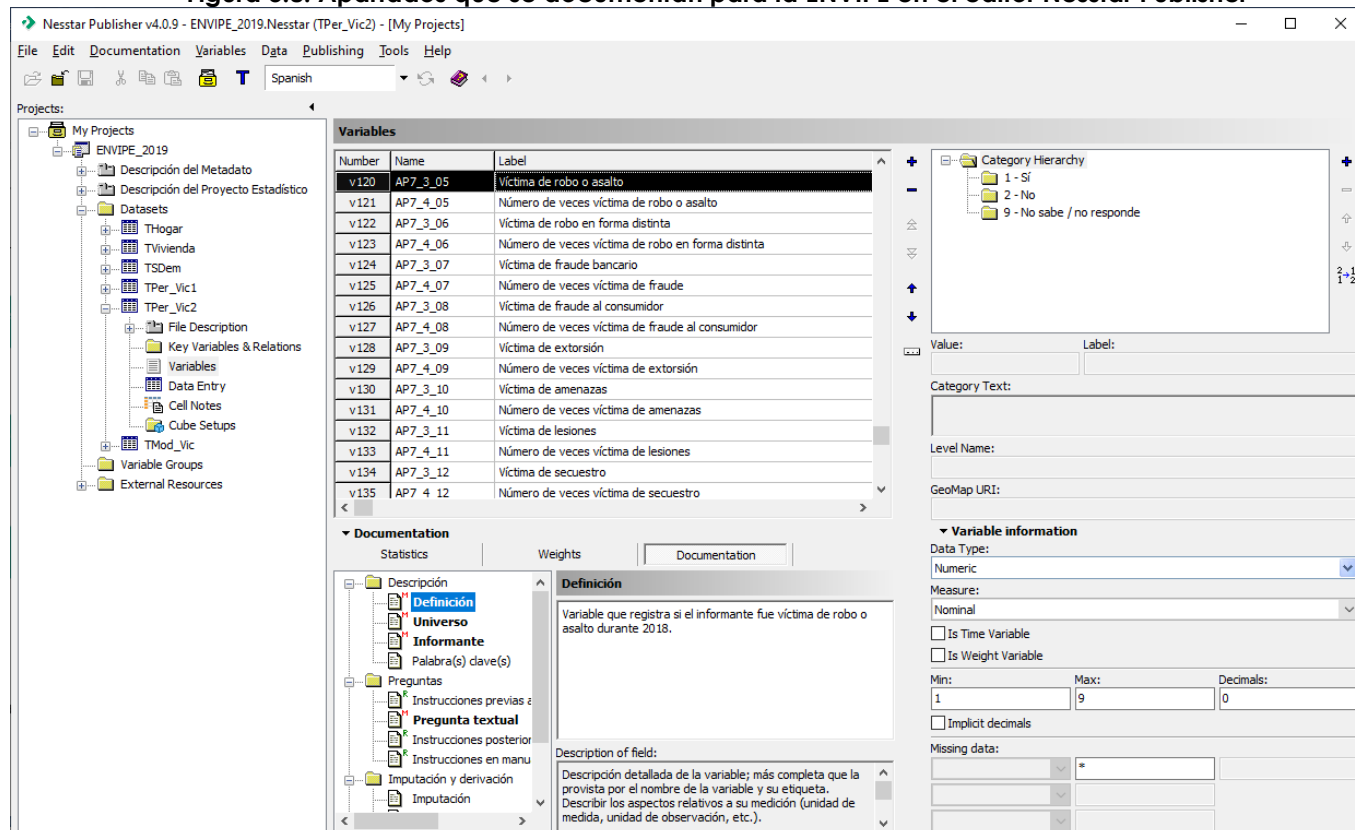 Nesstar Publisher v4.0.9 - ENVIPE_2019.Nesstar (TPer_Vic2) - [My Projects]
File Edit Documentation Variables Data Publishing Tools Help
T Spanish
Projects:
My Projects
ENVIPE_2019
Descripción del Metadato
Descripción del Proyecto Estadístico
Datasets
THogar
TVivienda
TSDem
TPer_Vic1
TPer_Vic2
File Description
Key Variables & Relations
Variables
Data Entry
Cell Notes
Cube Setups
TMod_Vic
Variable Groups
External Resources
Variables
Number Name Label
v120 AP7_3_05 Víctima de robo o asalto
v121 AP7_4_05 Número de veces víctima de robo o asalto
v122 AP7_3_06 Víctima de robo en forma distinta
v123 AP7_4_06 Número de veces víctima de robo en forma distinta
v124 AP7_3_07 Víctima de fraude bancario
v125 AP7_4_07 Número de veces víctima de fraude
v126 AP7_3_08 Víctima de fraude al consumidor
v127 AP7_4_08 Número de veces víctima de fraude al consumidor
v128 AP7_3_09 Víctima de extorsión
v129 AP7_4_09 Número de veces víctima de extorsión
v130 AP7_3_10 Víctima de amenazas
v131 AP7_4_10 Número de veces víctima de amenazas
v132 AP7_3_11 Víctima de lesiones
v133 AP7_4_11 Número de veces víctima de lesiones
v134 AP7_3_12 Víctima de secuestro
v135 AP7_4_12 Número de veces víctima de secuestro
Documentation
Statistics Weights Documentation
Descripción
Definición
Universo
Informante
Palabra(s) clave(s)
Preguntas
Instrucciones previas a
Pregunta textual
Instrucciones posterior
Instrucciones en manu
Imputación y derivación
Imputación
Definición
Variable que registra si el informante fue víctima de robo o
asalto durante 2018.
Description of field:
Descripción detallada de la variable; más completa que la
provista por el nombre de la variable y su etiqueta.
Describir los aspectos relativos a su medición (unidad de
medida, unidad de observación, etc.).
Category Hierarchy
1 - Sí
2 - No
9 - No sabe / no responde
Value: Label:
Category Text:
Level Name:
GeoMap URI:
Variable information
Data Type:
Numeric
Measure:
Nominal
Is Time Variable
Is Weight Variable
Min: Max: Decimals:
1 9 0
Implicit decimals
Missing data:
*